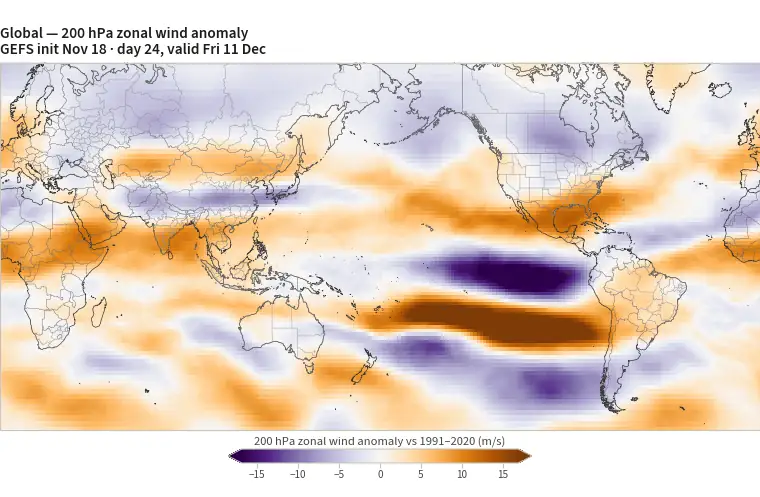 Global — 200 hPa zonal wind anomaly
GEFS init Nov 18 · day 24, valid Fri 11 Dec
200 hPa zonal wind anomaly vs 1991–2020 (m/s)
−15 −10 −5 0 5 10 15